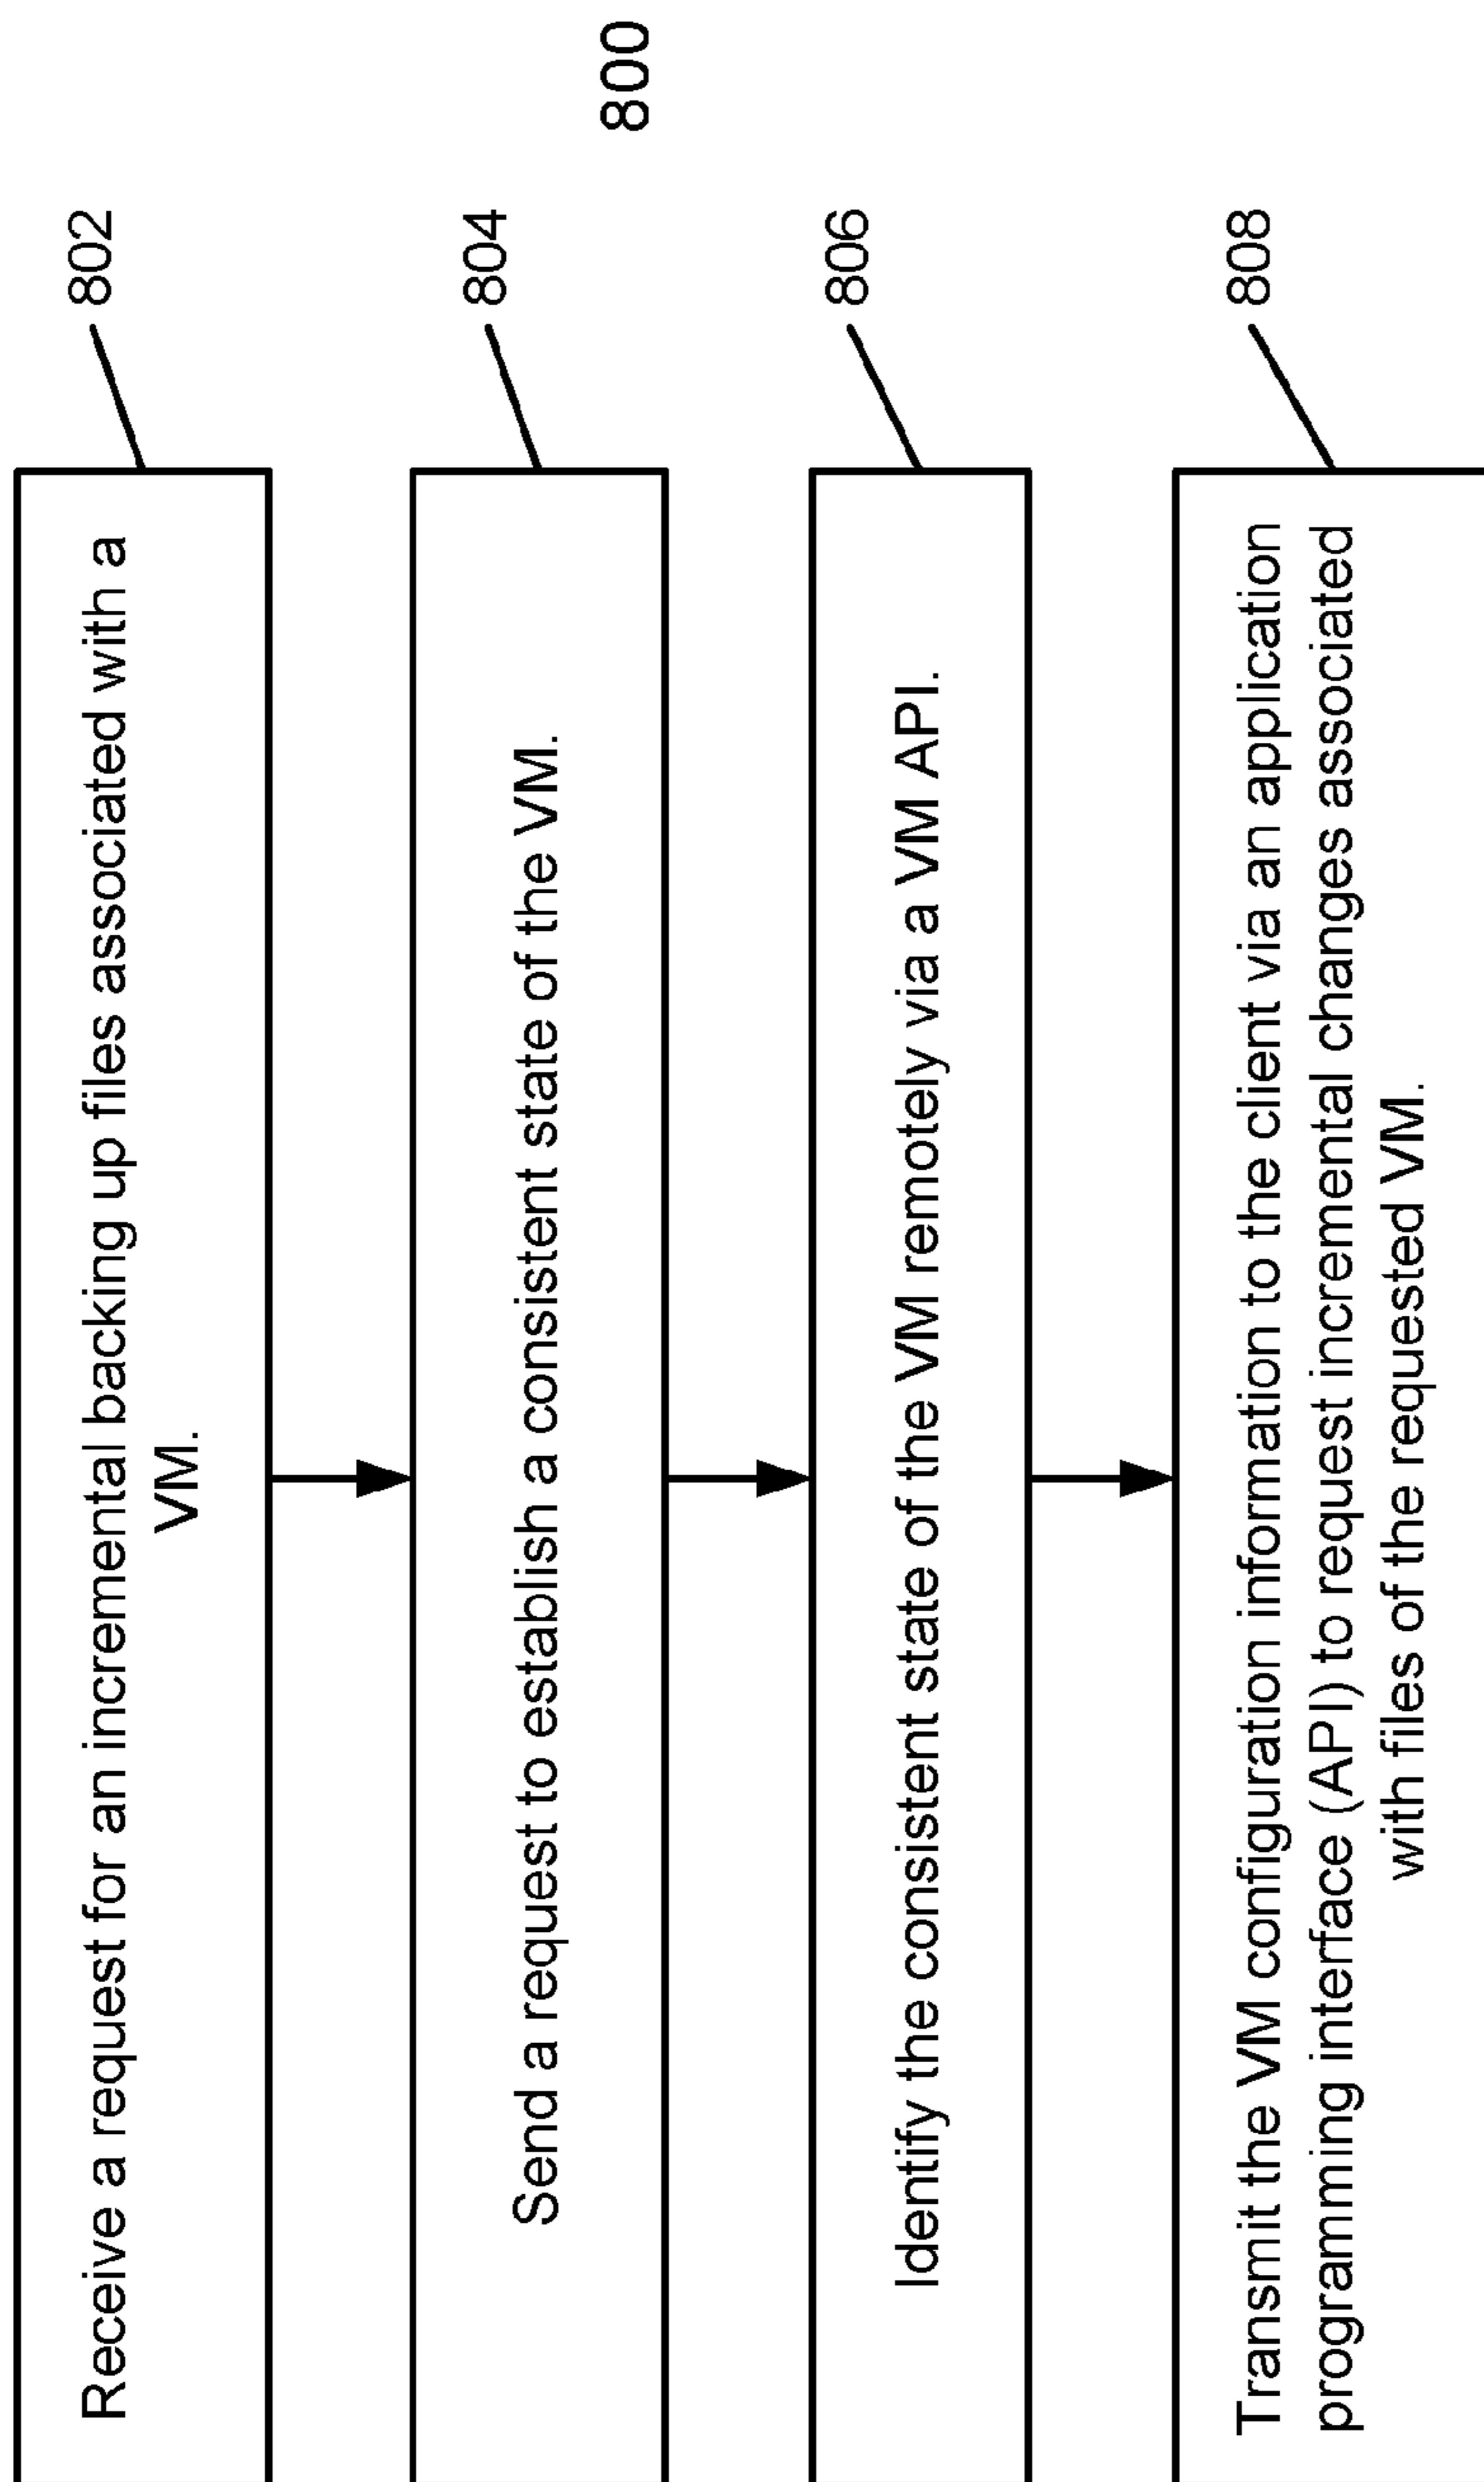 800
802
Receive a request for an incremental backing up files associated with a
VM.
804
Send a request to establish a consistent state of the VM.
806
Identify the consistent state of the VM remotely via a VM API.
808
Transmit the VM configuration information to the client via an application
programming interface (API) to request incremental changes associated
with files of the requested VM.